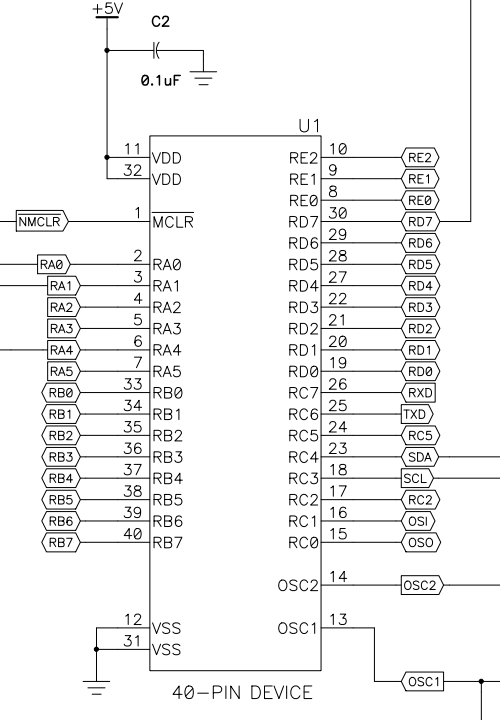 +5V
C2
0.1uF
U1
11 VDD RE2 10 RE2
32 VDD RE1 9 RE1
RE0 8 RE0
NMCLR 1 MCLR RD7 30 RD7
RD6 29 RD6
RA0 2 RA0 RD5 28 RD5
RA1 3 RA1 RD4 27 RD4
RA2 4 RA2 RD3 22 RD3
RA3 5 RA3 RD2 21 RD2
RA4 6 RA4 RD1 20 RD1
RA5 7 RA5 RD0 19 RD0
RB0 33 RB0 RC7 26 RXD
RB1 34 RB1 RC6 25 TXD
RB2 35 RB2 RC5 24 RC5
RB3 36 RB3 RC4 23 SDA
RB4 37 RB4 RC3 18 SCL
RB5 38 RB5 RC2 17 RC2
RB6 39 RB6 RC1 16 OSI
RB7 40 RB7 RC0 15 OSO
OSC2 14 OSC2
12 VSS OSC1 13
31 VSS
OSC1
40-PIN DEVICE